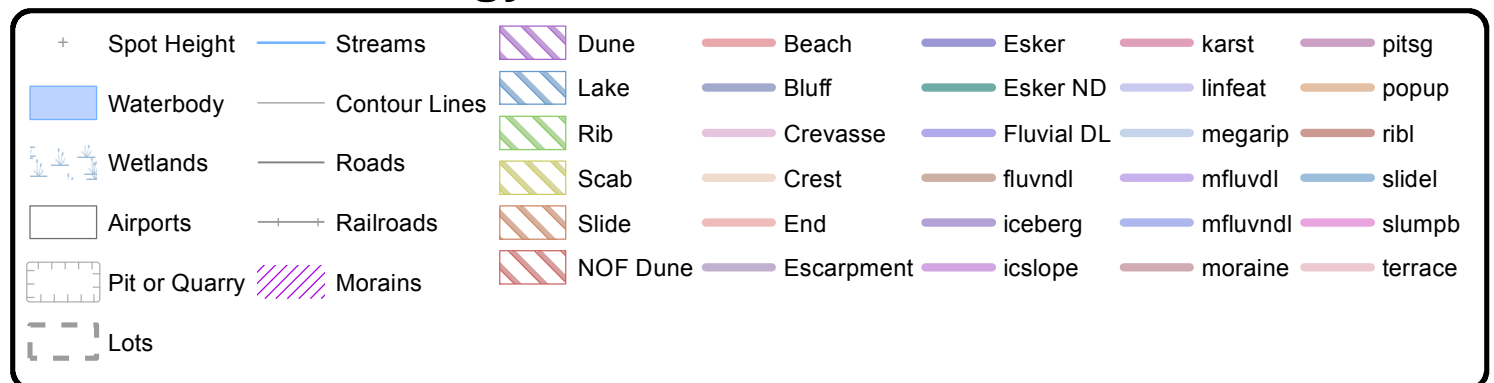 gy
Spot Height
Waterbody
Wetlands
Airports
Pit or Quarry
Lots
Streams
Contour Lines
Roads
Railroads
Morains
Dune
Lake
Rib
Scab
Slide
NOF Dune
Beach
Bluff
Crevasse
Crest
End
Escarpment
Esker
Esker ND
Fluvial DL
fluvndl
iceberg
icslope
karst
linfeat
megarip
mfluvdl
mfluvndl
moraine
pitsg
popup
ribl
slidel
slumpb
terrace